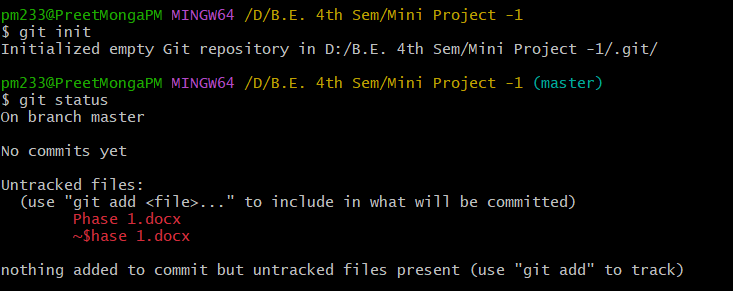 pm233@PreetMongaPM MINGW64 /D/B.E. 4th Sem/Mini Project -1
$ git init
Initialized empty Git repository in D:/B.E. 4th Sem/Mini Project -1/.git/
pm233@PreetMongaPM MINGW64 /D/B.E. 4th Sem/Mini Project -1 (master)
$ git status
On branch master
No commits yet
Untracked files:
(use "git add <file>..." to include in what will be committed)
Phase 1.docx
~$hase 1.docx
nothing added to commit but untracked files present (use "git add" to track)